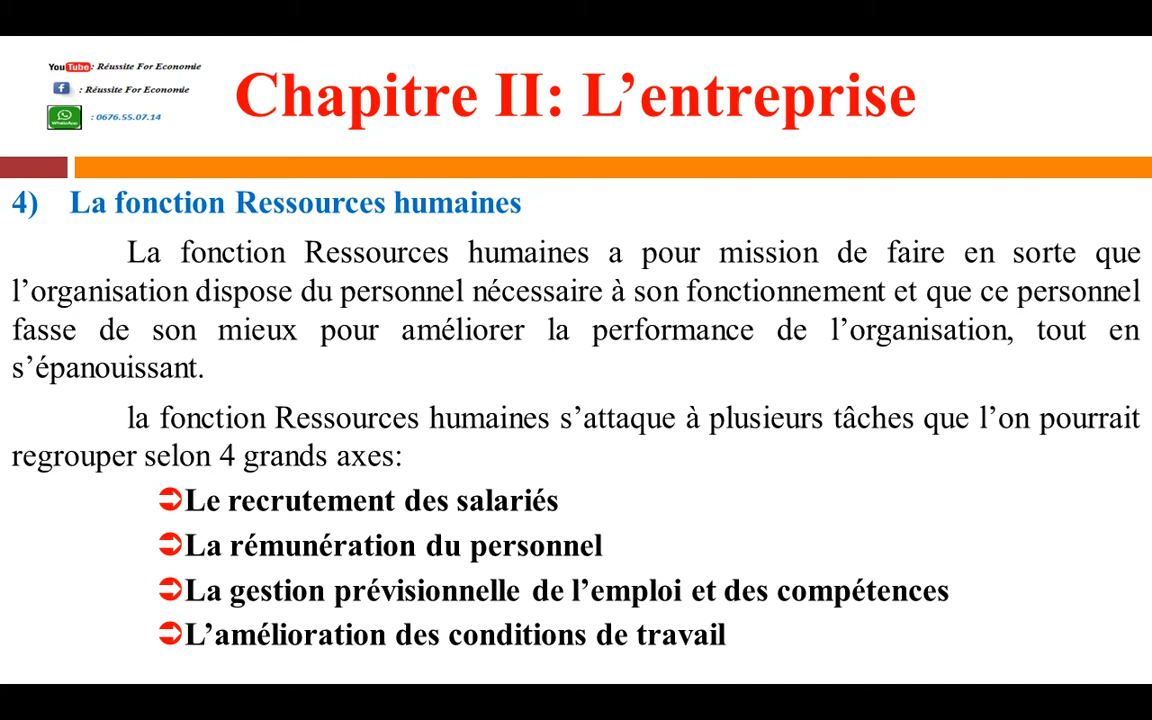 YouTube : Réussite For Economie
: Réussite For Economie
WhatsApp : 0676.55.07.14
Chapitre II: L’entreprise
4) La fonction Ressources humaines
La fonction Ressources humaines a pour mission de faire en sorte que
l’organisation dispose du personnel nécessaire à son fonctionnement et que ce personnel
fasse de son mieux pour améliorer la performance de l’organisation, tout en
s’épanouissant.
la fonction Ressources humaines s’attaque à plusieurs tâches que l’on pourrait
regrouper selon 4 grands axes:
Le recrutement des salariés
La rémunération du personnel
La gestion prévisionnelle de l’emploi et des compétences
L’amélioration des conditions de travail